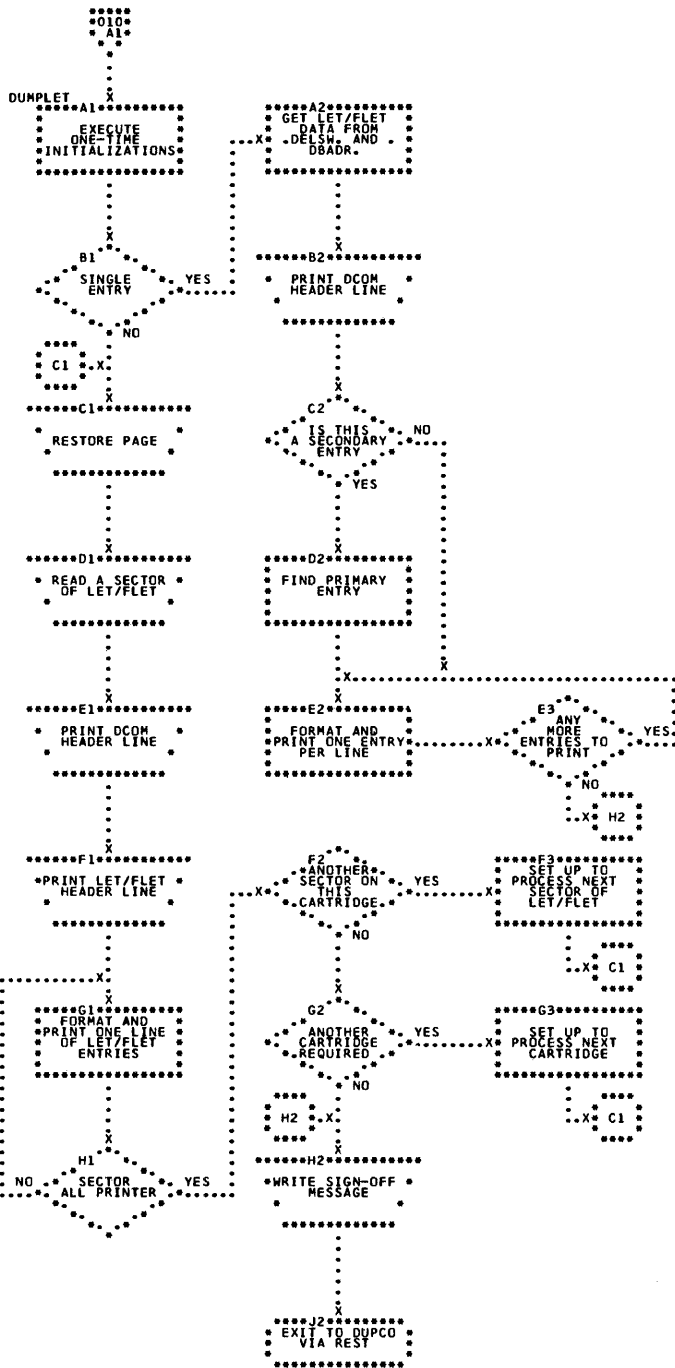 010
A1
DUMPLET
A1
EXECUTE
ONE-TIME
INITIALIZATIONS
B1
SINGLE
ENTRY
YES
NO
C1
C1
RESTORE PAGE
D1
READ A SECTOR
OF LET/FLET
E1
PRINT DCOM
HEADER LINE
F1
PRINT LET/FLET
HEADER LINE
G1
FORMAT AND
PRINT ONE LINE
OF LET/FLET
ENTRIES
H1
SECTOR
ALL PRINTER
NO
YES
A2
GET LET/FLET
DATA FROM
.DELSW. AND .
DBADR.
B2
PRINT DCOM
HEADER LINE
C2
IS THIS
A SECONDARY
ENTRY
NO
YES
D2
FIND PRIMARY
ENTRY
E2
FORMAT AND
PRINT ONE ENTRY
PER LINE
E3
ANY
MORE
ENTRIES TO
PRINT
YES
NO
H2
F2
ANOTHER
SECTOR ON
THIS
CARTRIDGE
YES
NO
F3
SET UP TO
PROCESS NEXT
SECTOR OF
LET/FLET
C1
G2
ANOTHER
CARTRIDGE
REQUIRED
YES
NO
G3
SET UP TO
PROCESS NEXT
CARTRIDGE
C1
H2
H2
WRITE SIGN-OFF
MESSAGE
J2
EXIT TO DUPCO
VIA REST